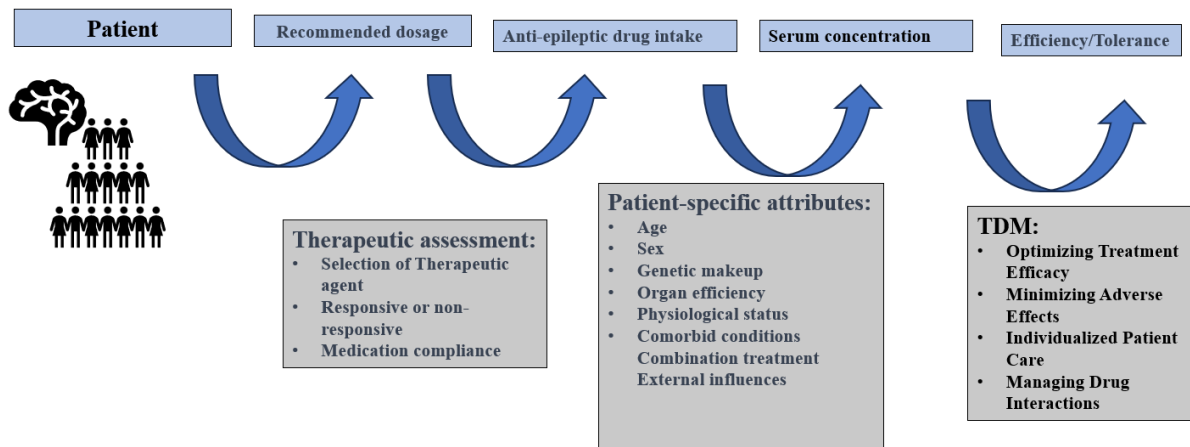 Patient
Recommended dosage
Anti-epileptic drug intake
Serum concentration
Efficiency/Tolerance
Therapeutic assessment:
• Selection of Therapeutic
agent
• Responsive or non-
responsive
• Medication compliance
Patient-specific attributes:
• Age
• Sex
• Genetic makeup
• Organ efficiency
• Physiological status
• Comorbid conditions
Combination treatment
External influences
TDM:
• Optimizing Treatment
Efficacy
• Minimizing Adverse
Effects
• Individualized Patient
Care
• Managing Drug
Interactions